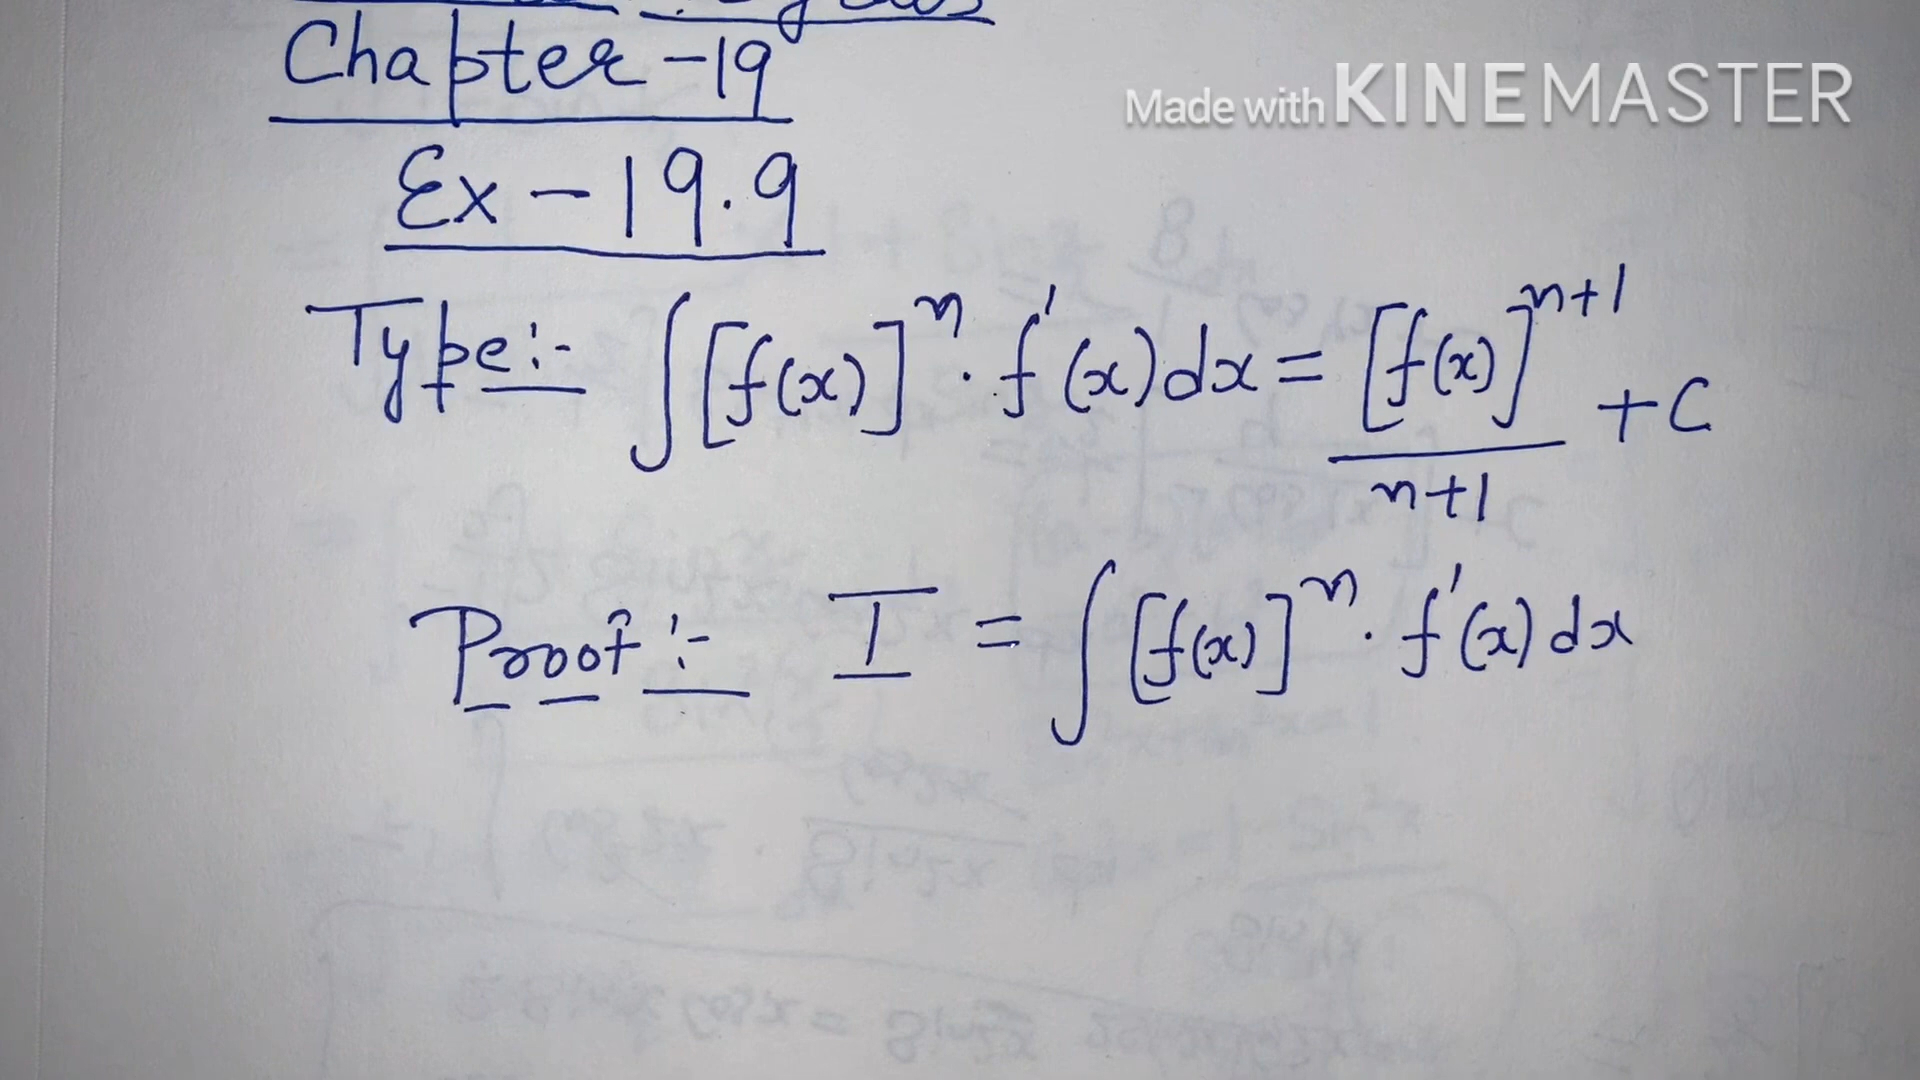 Chapter -19
Made with KINEMASTER
Ex - 19.9
Type :- ∫[f(x)]ⁿ · f'(x) dx = [f(x)]ⁿ⁺¹ / n+1 + C
Proof :- I = ∫[f(x)]ⁿ · f'(x) dx